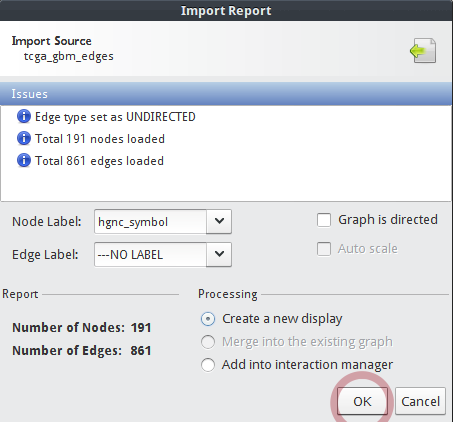 Import Report
Import Source
tcga_gbm_edges
Issues
Edge type set as UNDIRECTED
Total 191 nodes loaded
Total 861 edges loaded
Node Label: hgnc_symbol Graph is directed
Edge Label: ---NO LABEL Auto scale
Report Processing
Number of Nodes: 191 Create a new display
Merge into the existing graph
Number of Edges: 861
Add into interaction manager
OK Cancel